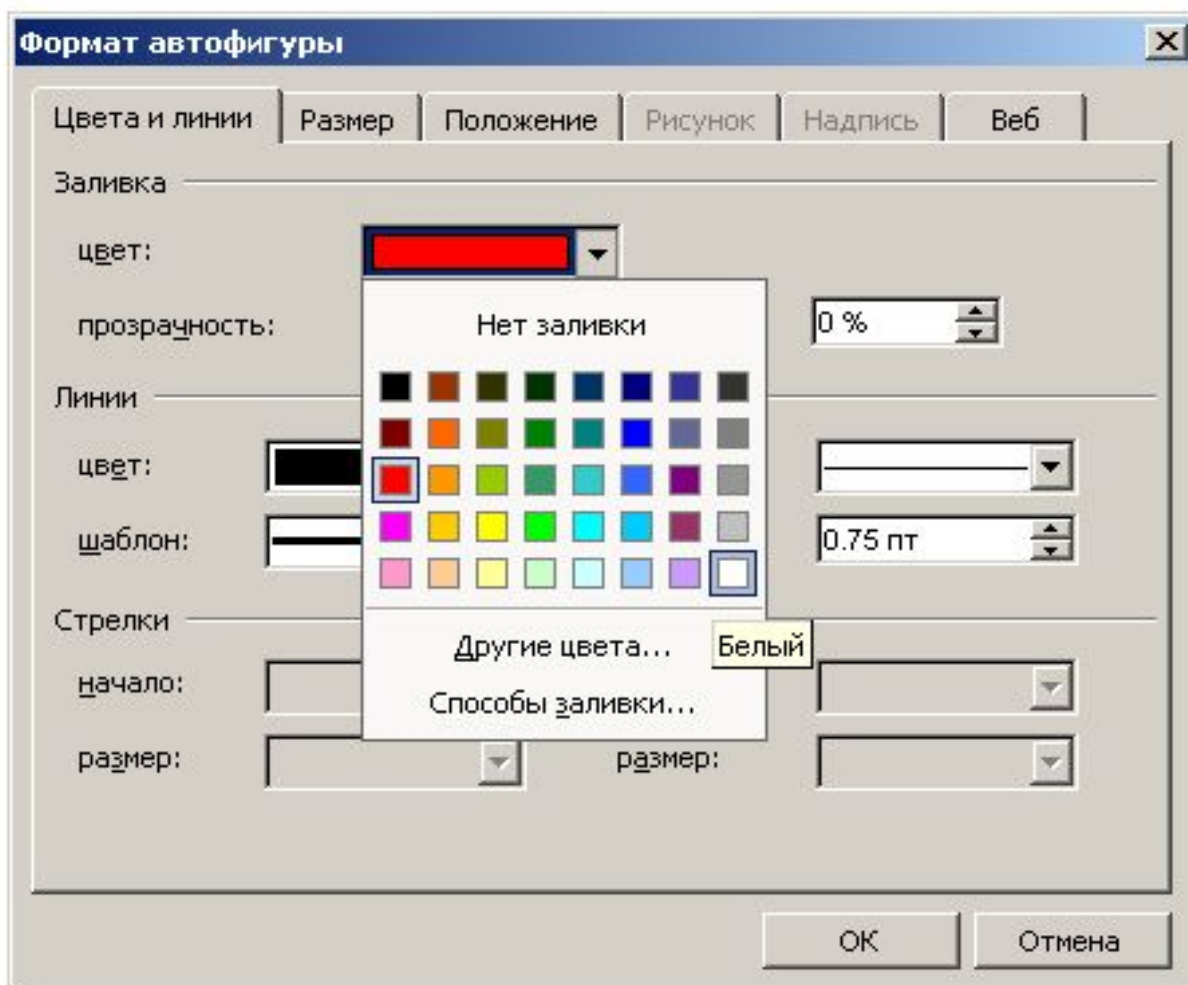 Формат автофигуры
Цвета и линии Размер Положение Рисунок Надпись Веб
Заливка
цвет:
прозрачность: 0 %
Нет заливки
Линии
цвет:
шаблон: 0.75 пт
Стрелки
Другие цвета... Белый
начало:
Способы заливки...
размер: размер:
OK Отмена